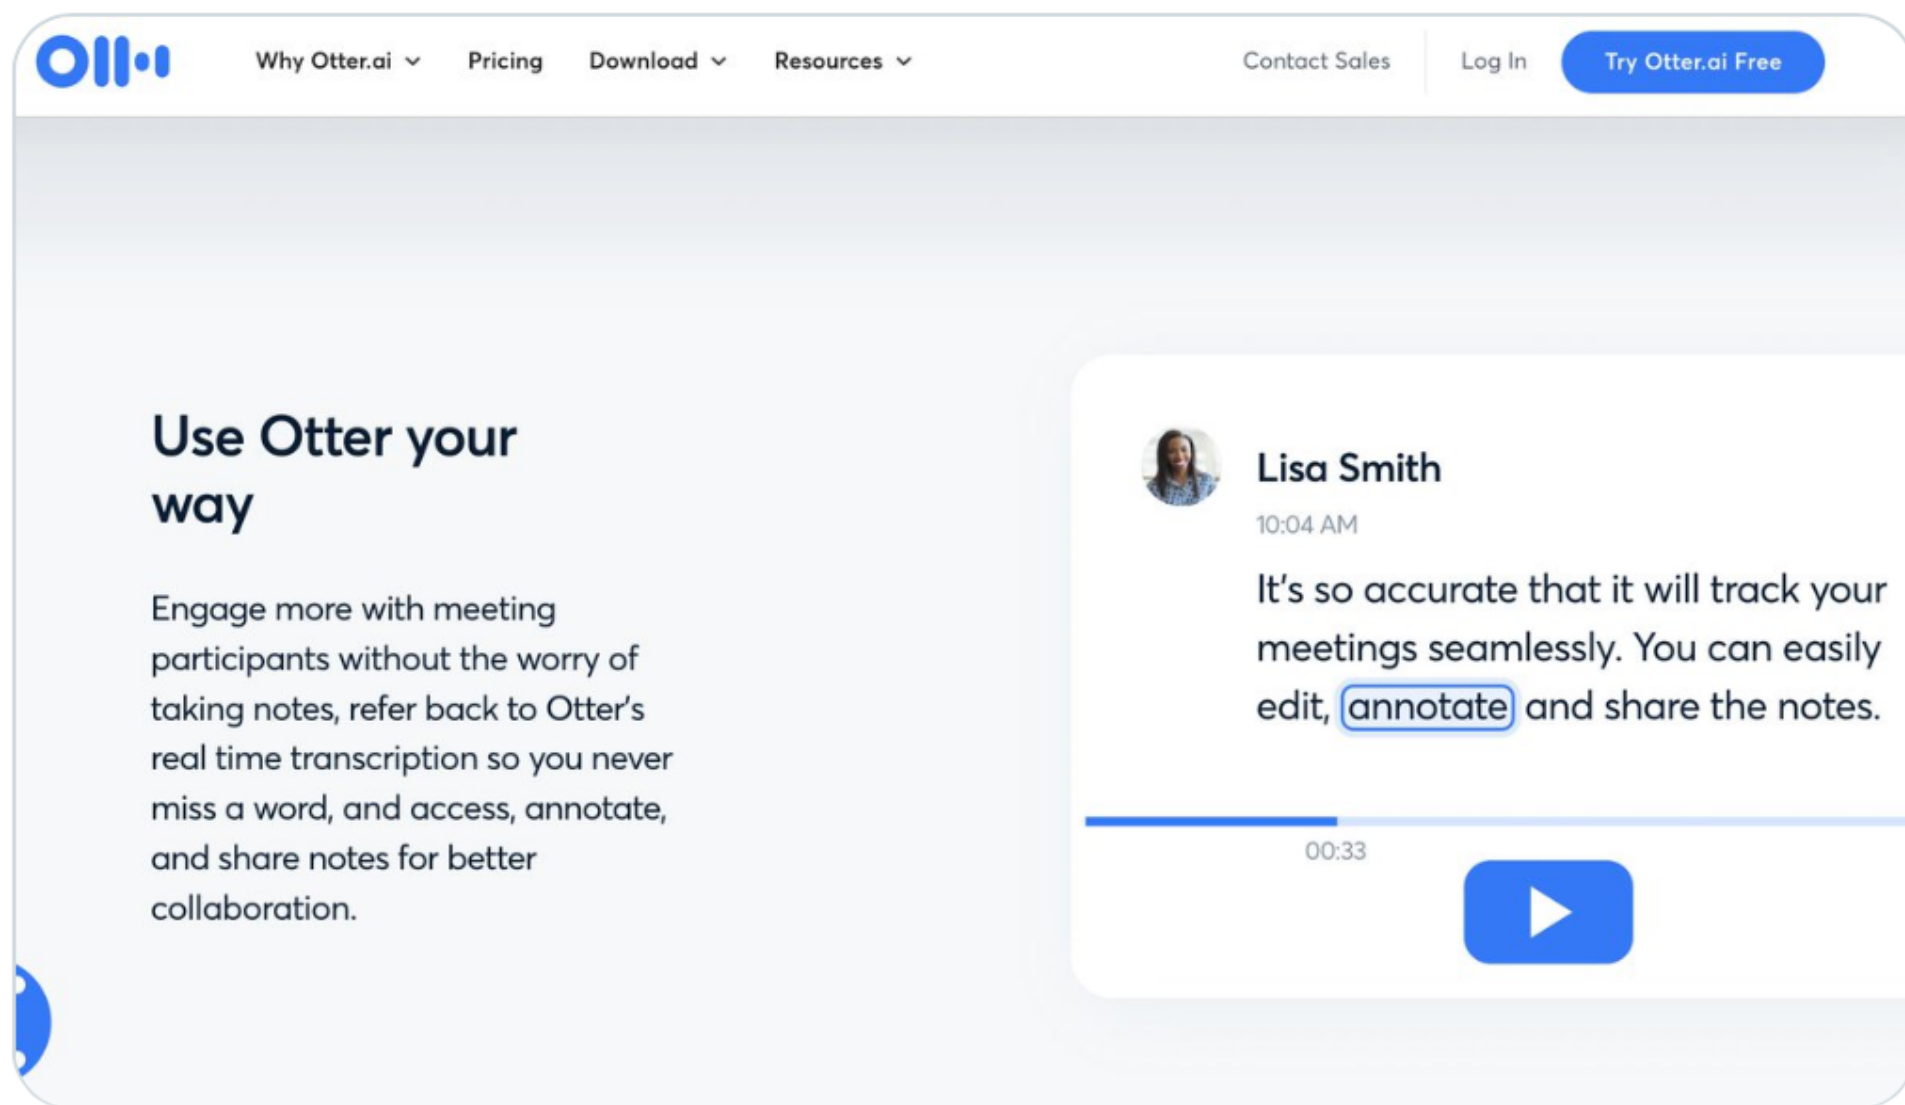 Why Otter.ai Pricing Download Resources Contact Sales Log In Try Otter.ai Free
Use Otter your
way
Engage more with meeting
participants without the worry of
taking notes, refer back to Otter's
real time transcription so you never
miss a word, and access, annotate,
and share notes for better
collaboration.
Lisa Smith
10:04 AM
It's so accurate that it will track your
meetings seamlessly. You can easily
edit, annotate and share the notes.
00:33